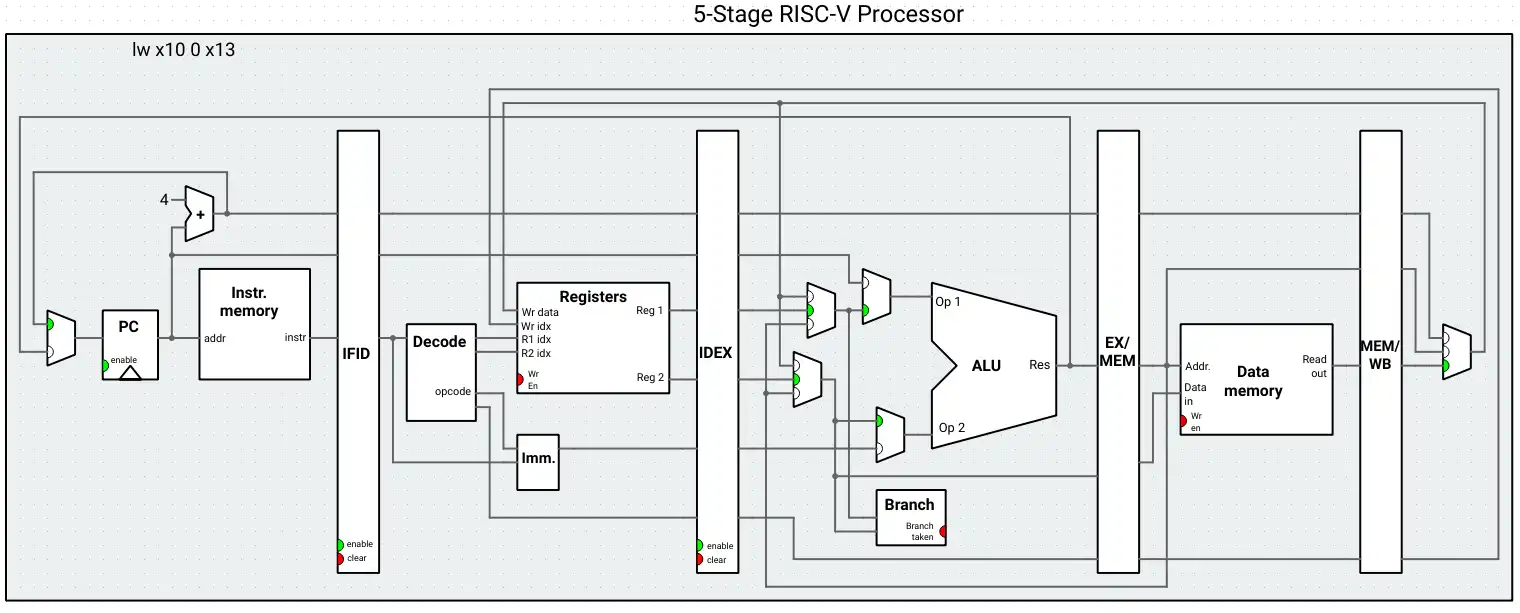 5-Stage RISC-V Processor
lw x10 0 x13
4
+
PC
enable
Instr.
memory
addr
instr
IFID
enable
clear
Decode
opcode
Registers
Wr data
Wr idx
R1 idx
R2 idx
Wr
En
Reg 1
Reg 2
Imm.
IDEX
enable
clear
Op 1
ALU
Res
Op 2
Branch
Branch
taken
EX/
MEM
Addr.
Data
in
Wr
en
Data
memory
Read
out
MEM/
WB